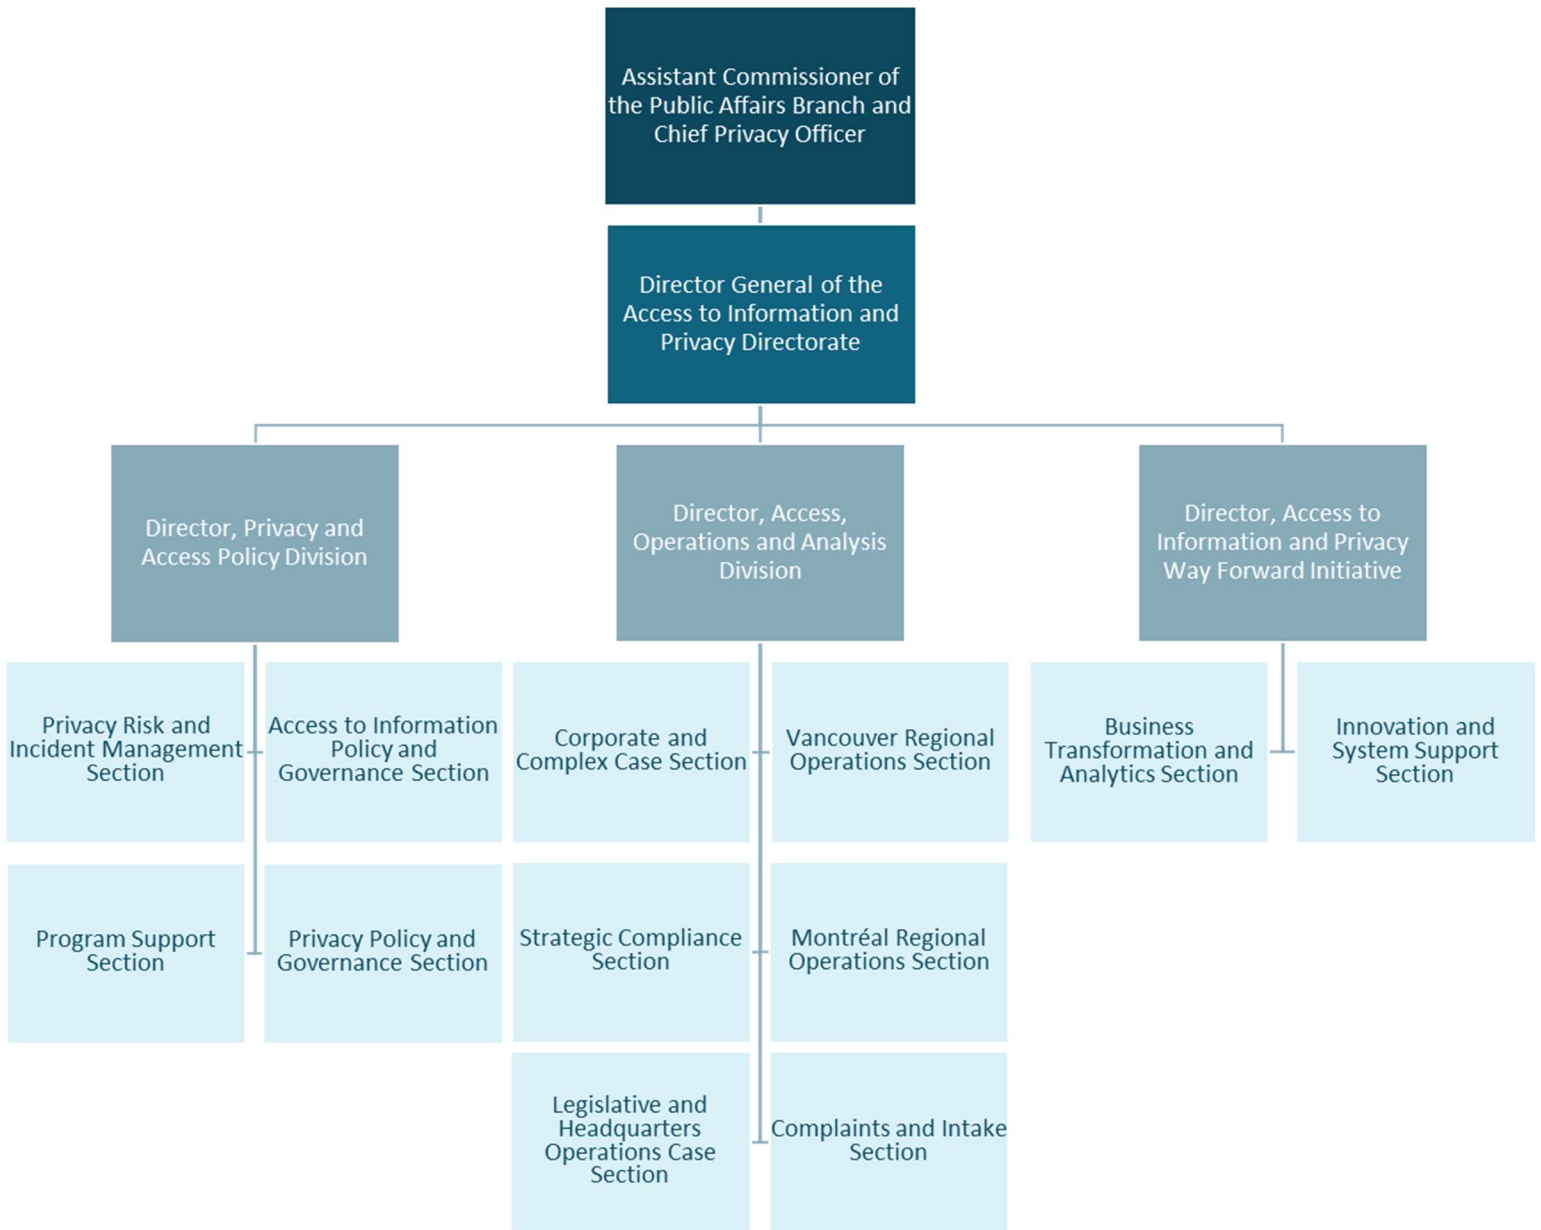 Assistant Commissioner of
the Public Affairs Branch and
Chief Privacy Officer
Director General of the
Access to Information and
Privacy Directorate
Director, Privacy and
Access Policy Division
Director, Access,
Operations and Analysis
Division
Director, Access to
Information and Privacy
Way Forward Initiative
Privacy Risk and
Incident Management
Section
Access to Information
Policy and
Governance Section
Corporate and
Complex Case Section
Vancouver Regional
Operations Section
Business
Transformation and
Analytics Section
Innovation and
System Support
Section
Program Support
Section
Privacy Policy and
Governance Section
Strategic Compliance
Section
Montréal Regional
Operations Section
Legislative and
Headquarters
Operations Case
Section
Complaints and Intake
Section